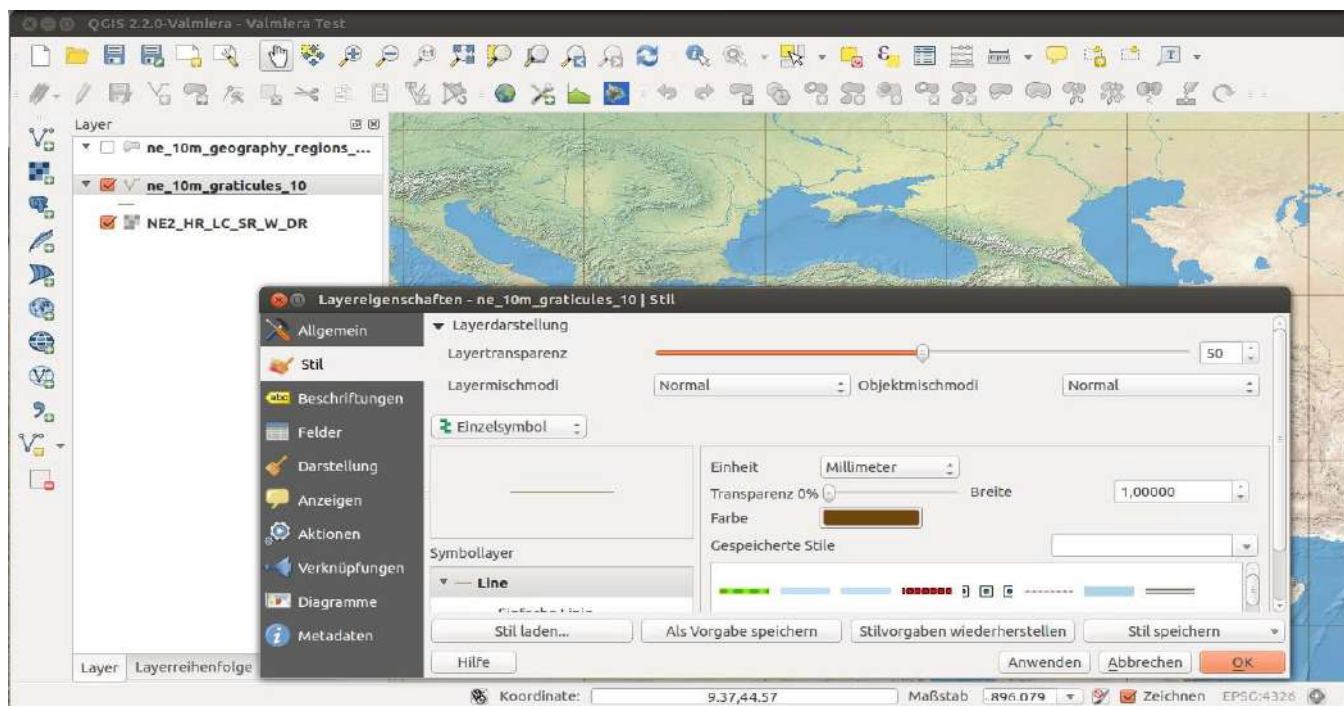 QGIS 2.2.0-Valmiera - Valmiera Test
Layer
ne_10m_geography_regions_...
ne_10m_graticules_10
NE2_HR_LC_SR_W_DR
Layereigenschaften - ne_10m_graticules_10 | Stil
Allgemein
Stil
Beschriftungen
Felder
Darstellung
Anzeigen
Aktionen
Verknüpfungen
Diagramme
Metadaten
Layerdarstellung
Layertransparenz 50
Layermischmodi Normal Objektmischmodi Normal
Einzelsymbol
Einheit Millimeter
Transparenz 0% Breite 1,00000
Farbe
Gespeicherte Stile
Symbollayer
Line
Einfache Linie
Stil laden... Als Vorgabe speichern Stilvorgaben wiederherstellen Stil speichern
Hilfe Anwenden Abbrechen OK
Layer Layerreihenfolge
Koordinate: 9.37,44.57 Maßstab .896.079 Zeichnen EPSG:4326